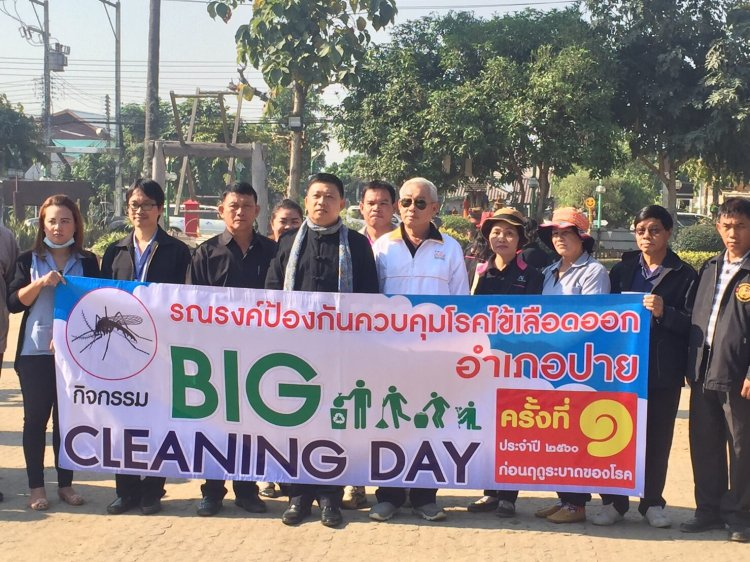 รณรงค์ป้องกันควบคุมโรคไข้เลือดออก
อำเภอปาย
กิจกรรม
BIG
CLEANING DAY
ครั้งที่ ๑
ประจำปี ๒๕๖๐
ก่อนฤดูระบาดของโรค